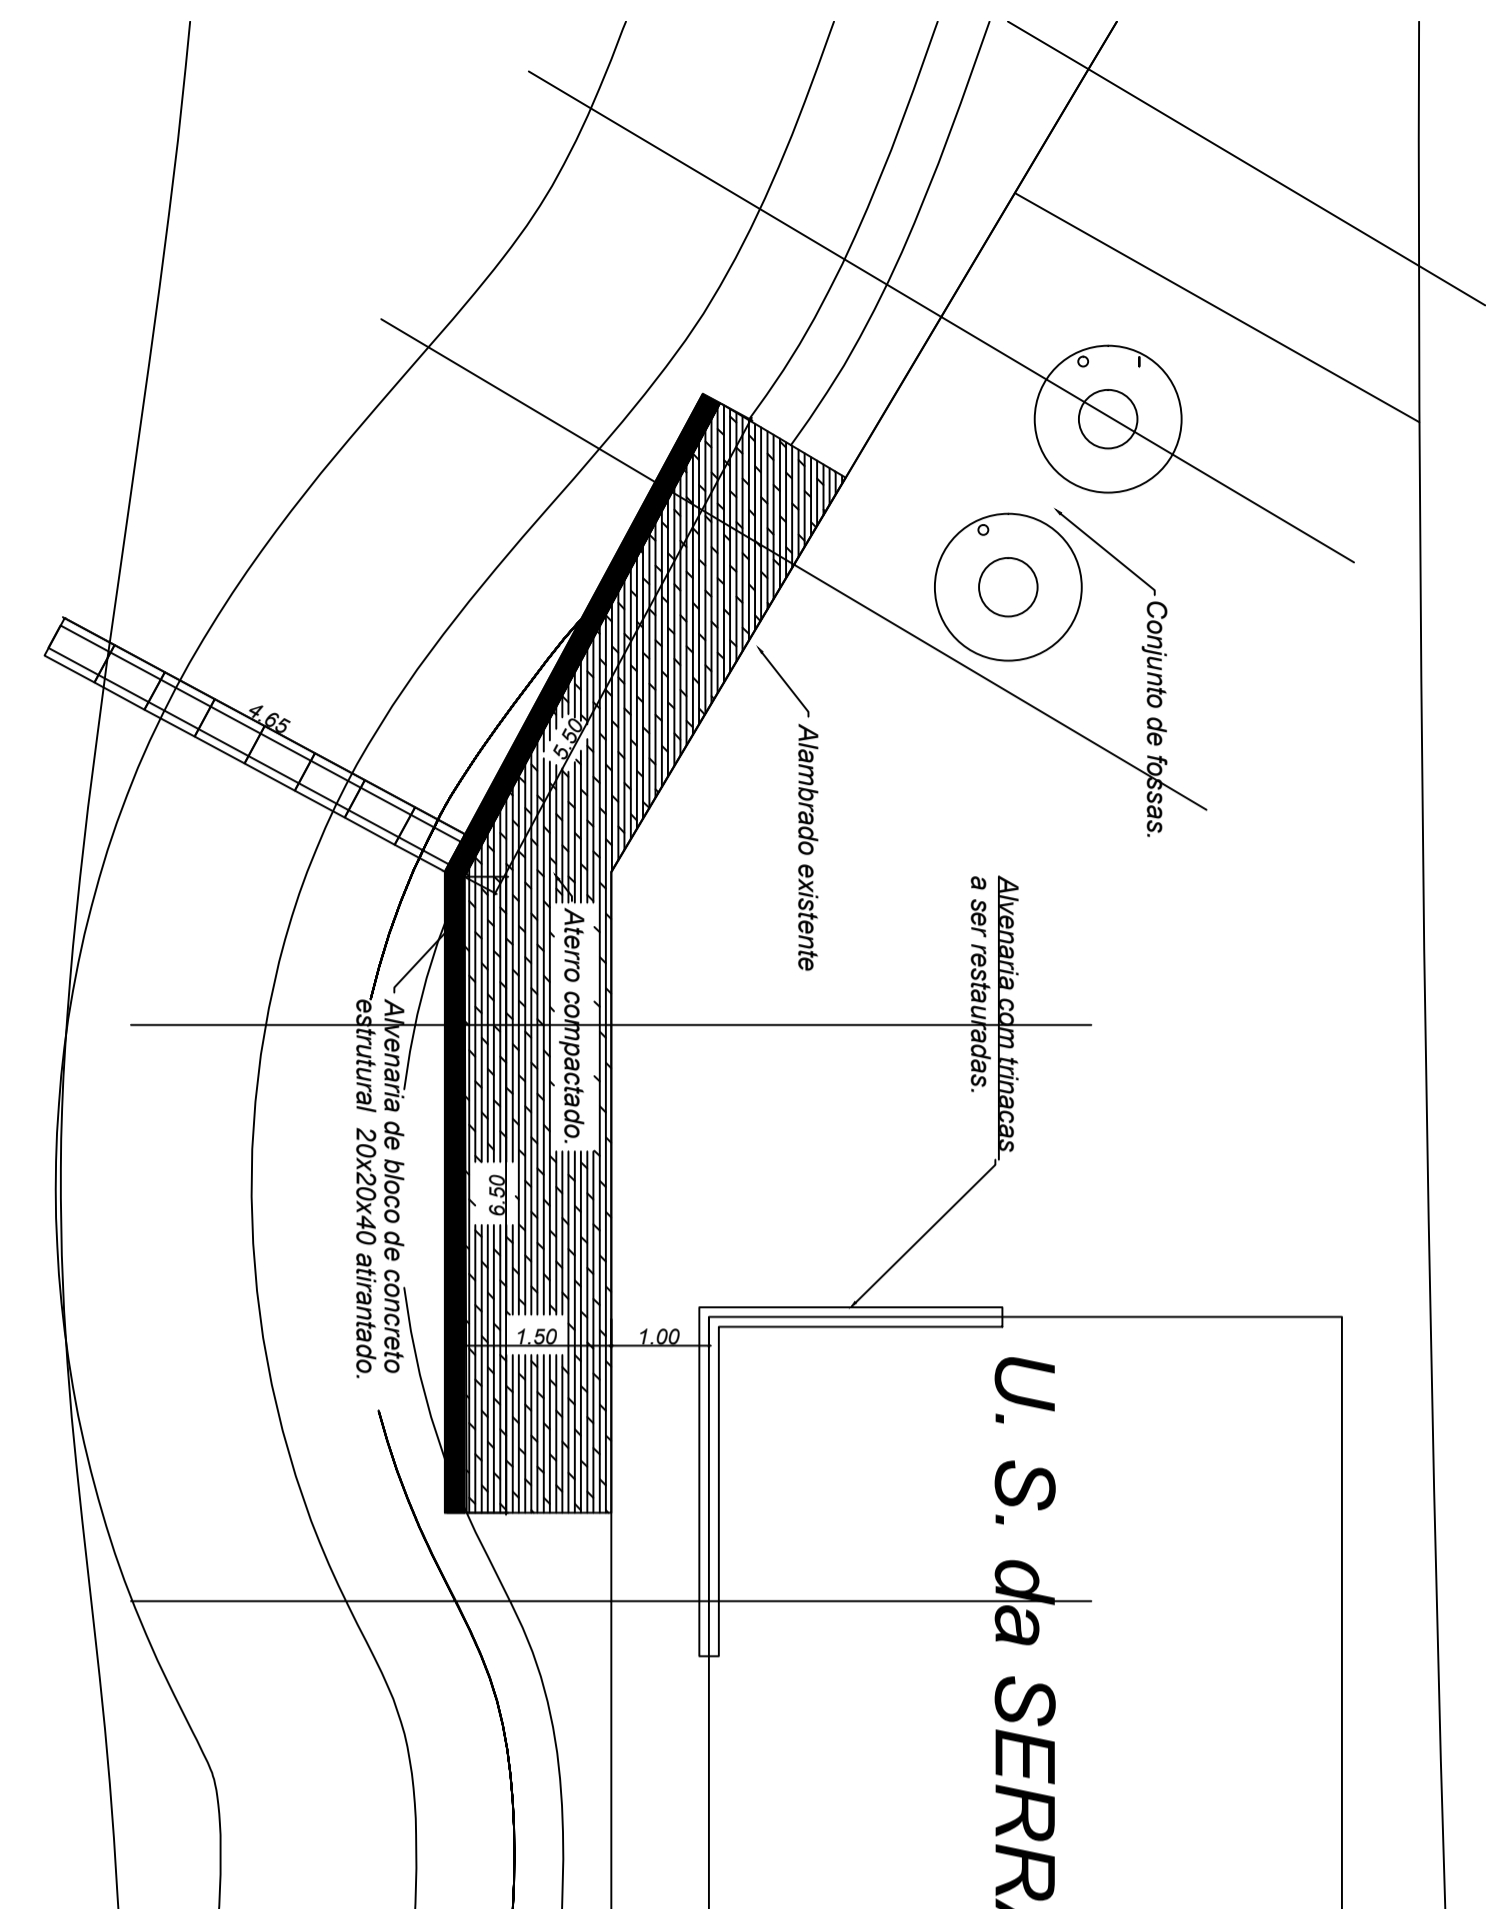 Conjunto de fossas.
Alambrado existente
Alvenaria com trinacas
a ser restauradas.
Aterro compactado.
Alvenaria de bloco de concreto
estrutural 20x20x40 atirantado.
4.65
5.50
6.50
1.50
1.00
U. S. da SERRA